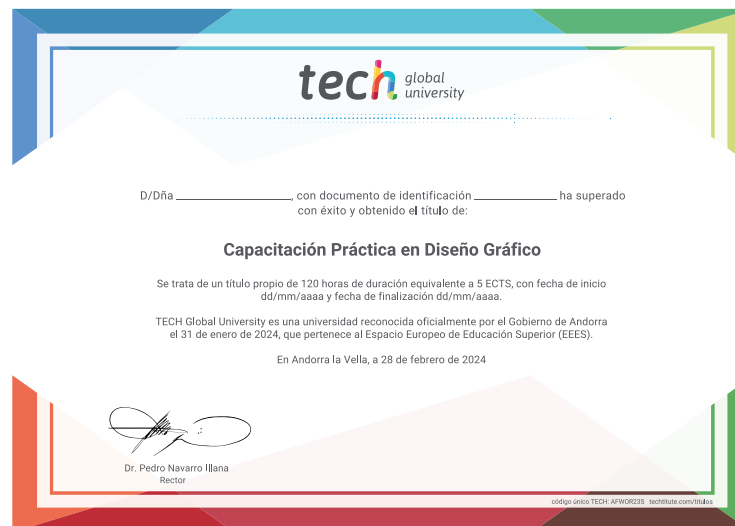 tech global
university
D/Dña ____________, con documento de identificación ____________ ha superado
con éxito y obtenido el título de:
Capacitación Práctica en Diseño Gráfico
Se trata de un título propio de 120 horas de duración equivalente a 5 ECTS, con fecha de inicio
dd/mm/aaaa y fecha de finalización dd/mm/aaaa.
TECH Global University es una universidad reconocida oficialmente por el Gobierno de Andorra
el 31 de enero de 2024, que pertenece al Espacio Europeo de Educación Superior (EEES).
En Andorra la Vella, a 28 de febrero de 2024
Dr. Pedro Navarro Illana
Rector
código único TECH: AFWOR23S techtitute.com/titulos